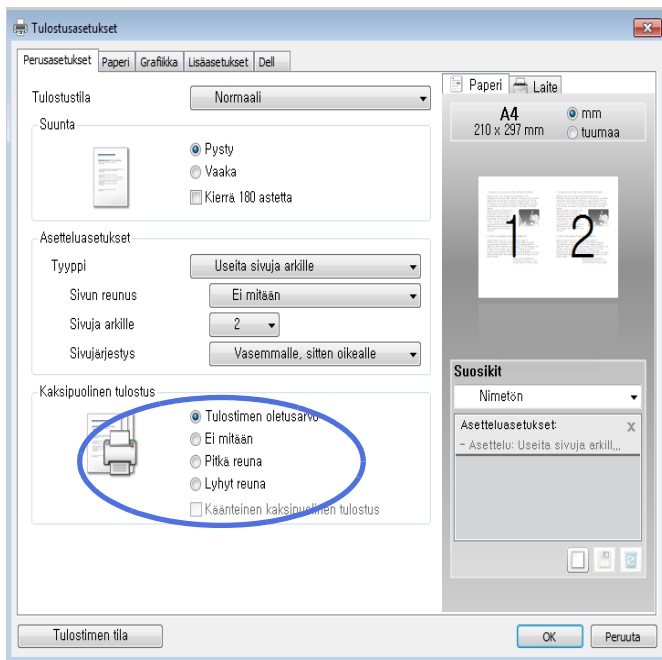 Tulostusasetukset
Perusasetukset Paperi Grafiikka Lisäasetukset Dell
Tulostustila Normaali
Suunta
Pysty
Vaaka
Kierrä 180 astetta
Asetteluasetukset
Tyyppi Useita sivuja arkille
Sivun reunus Ei mitään
Sivuja arkille 2
Sivujärjestys Vasemmalle, sitten oikealle
Kaksipuolinen tulostus
Tulostimen oletusarvo
Ei mitään
Pitkä reuna
Lyhyt reuna
Käänteinen kaksipuolinen tulostus
Paperi Laite
A4
210 x 297 mm
mm
tuumaa
1 2
Suosikit
Nimetön
Asetteluasetukset: X
- Asettelu: Useita sivuja arkill,,,
Tulostimen tila OK Peruuta